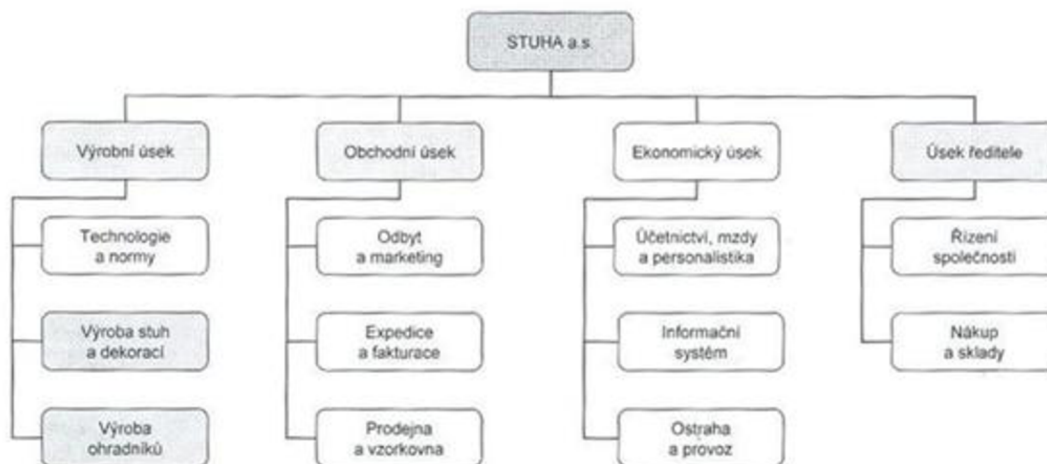 STUHA a.s.
Výrobní úsek
Obchodní úsek
Ekonomický úsek
Úsek ředitele
Technologie
a normy
Odbyt
a marketing
Účetnictví, mzdy
a personalistika
Řízení
společnosti
Výroba stuh
a dekorací
Expedice
a fakturace
Informační
systém
Nákup
a sklady
Výroba
ohradníků
Prodejna
a vzorkovna
Ostraha
a provoz